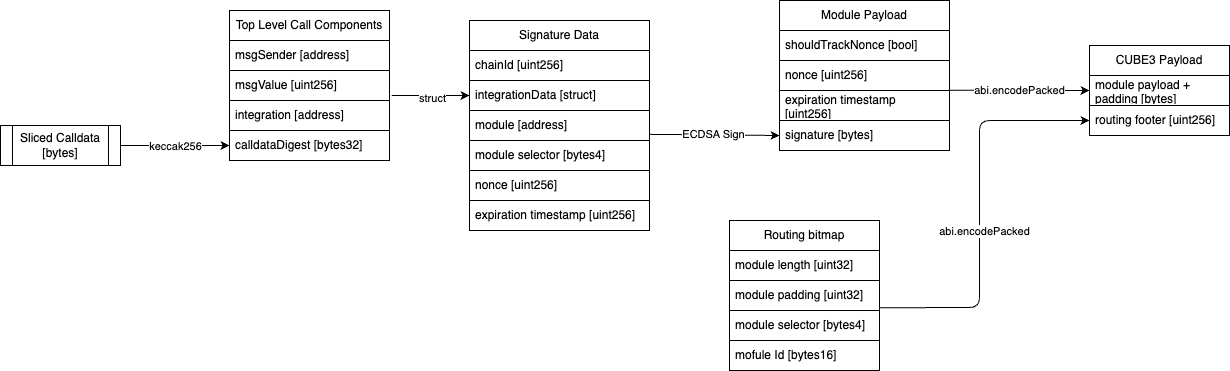 Sliced Calldata
[bytes]
keccak256
Top Level Call Components
msgSender [address]
msgValue [uint256]
integration [address]
calldataDigest [bytes32]
struct
Signature Data
chainId [uint256]
integrationData [struct]
module [address]
module selector [bytes4]
nonce [uint256]
expiration timestamp [uint256]
ECDSA Sign
Module Payload
shouldTrackNonce [bool]
nonce [uint256]
expiration timestamp
[uint256]
signature [bytes]
abi.encodePacked
CUBE3 Payload
module payload +
padding [bytes]
routing footer [uint256]
Routing bitmap
module length [uint32]
module padding [uint32]
module selector [bytes4]
mofule Id [bytes16]
abi.encodePacked